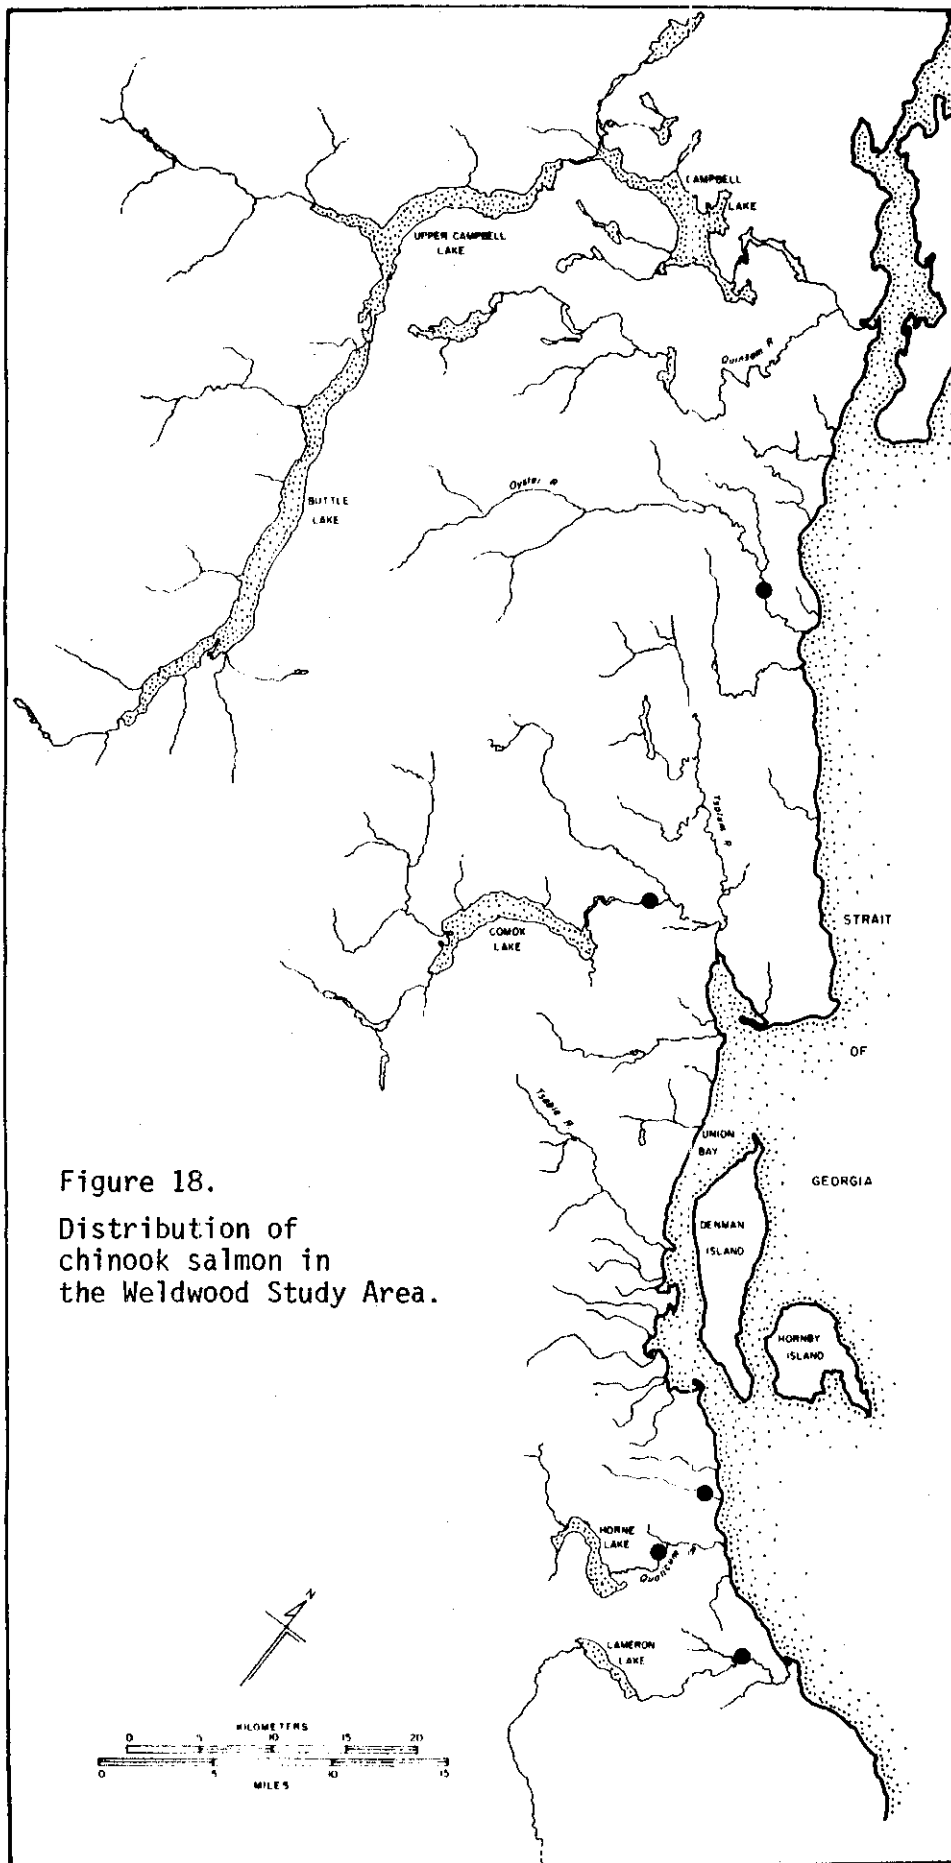 CAMPBELL
LAKE
UPPER CAMPBELL
LAKE
Quinsam R
BUTTLE
LAKE
Oyster R
Tsolum R
STRAIT
COMOX
LAKE
OF
Tsable R.
UNION
BAY
GEORGIA
Figure 18.
Distribution of
chinook salmon in
the Weldwood Study Area.
DENMAN
ISLAND
HORNBY
ISLAND
HORNE
LAKE
Qualicum R
N
CAMERON
LAKE
KILOMETERS
0 5 10 15 20
0 5 10 15
MILES